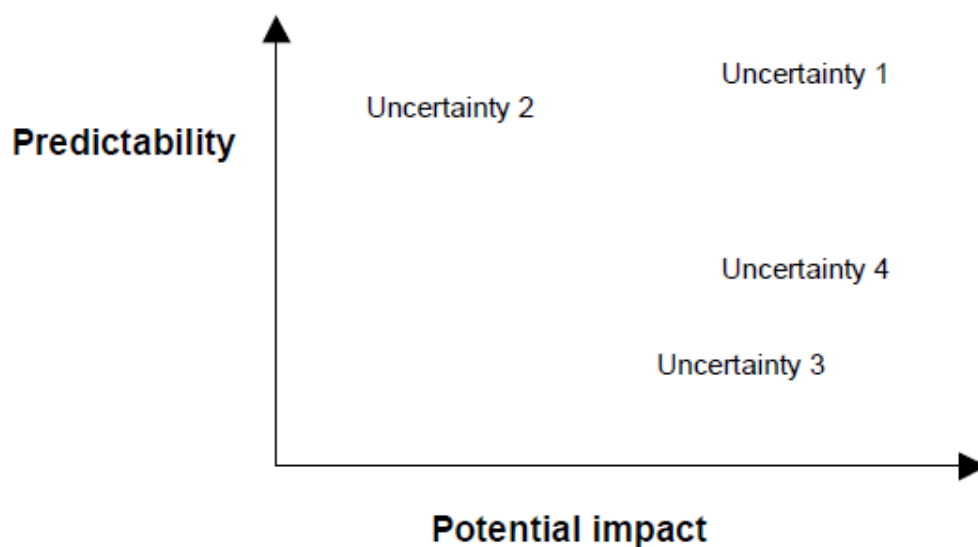 Uncertainty 1
Uncertainty 2
Predictability
Uncertainty 4
Uncertainty 3
Potential impact